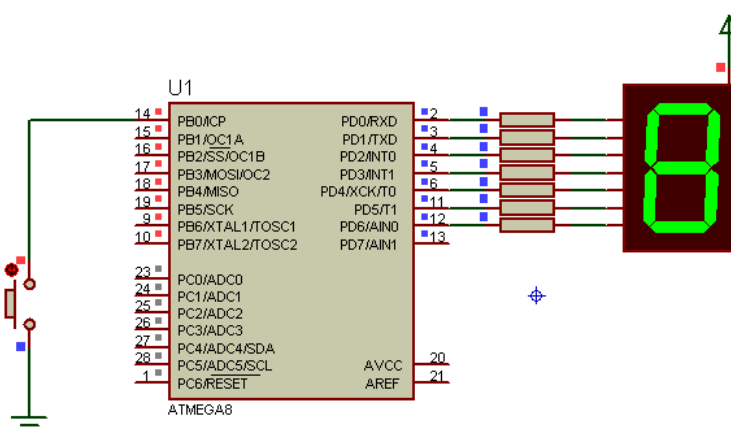 U1
14 PB0/ICP PD0/RXD 2
15 PB1/OC1A PD1/TXD 3
16 PB2/SS/OC1B PD2/INT0 4
17 PB3/MOSI/OC2 PD3/INT1 5
18 PB4/MISO PD4/XCK/T0 6
19 PB5/SCK PD5/T1 11
9 PB6/XTAL1/TOSC1 PD6/AIN0 12
10 PB7/XTAL2/TOSC2 PD7/AIN1 13
23 PC0/ADC0
24 PC1/ADC1
25 PC2/ADC2
26 PC3/ADC3
27 PC4/ADC4/SDA
28 PC5/ADC5/SCL AVCC 20
1 PC6/RESET AREF 21
ATMEGA8
8